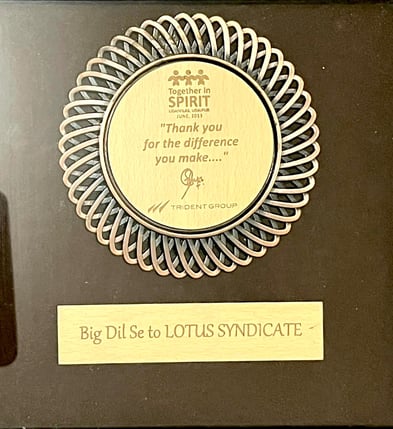 Together in
SPIRIT
UDAIPUR
JUNE, 2013
"Thank you
for the difference
you make...."
TRIDENT GROUP
Big Dil Se to LOTUS SYNDICATE -